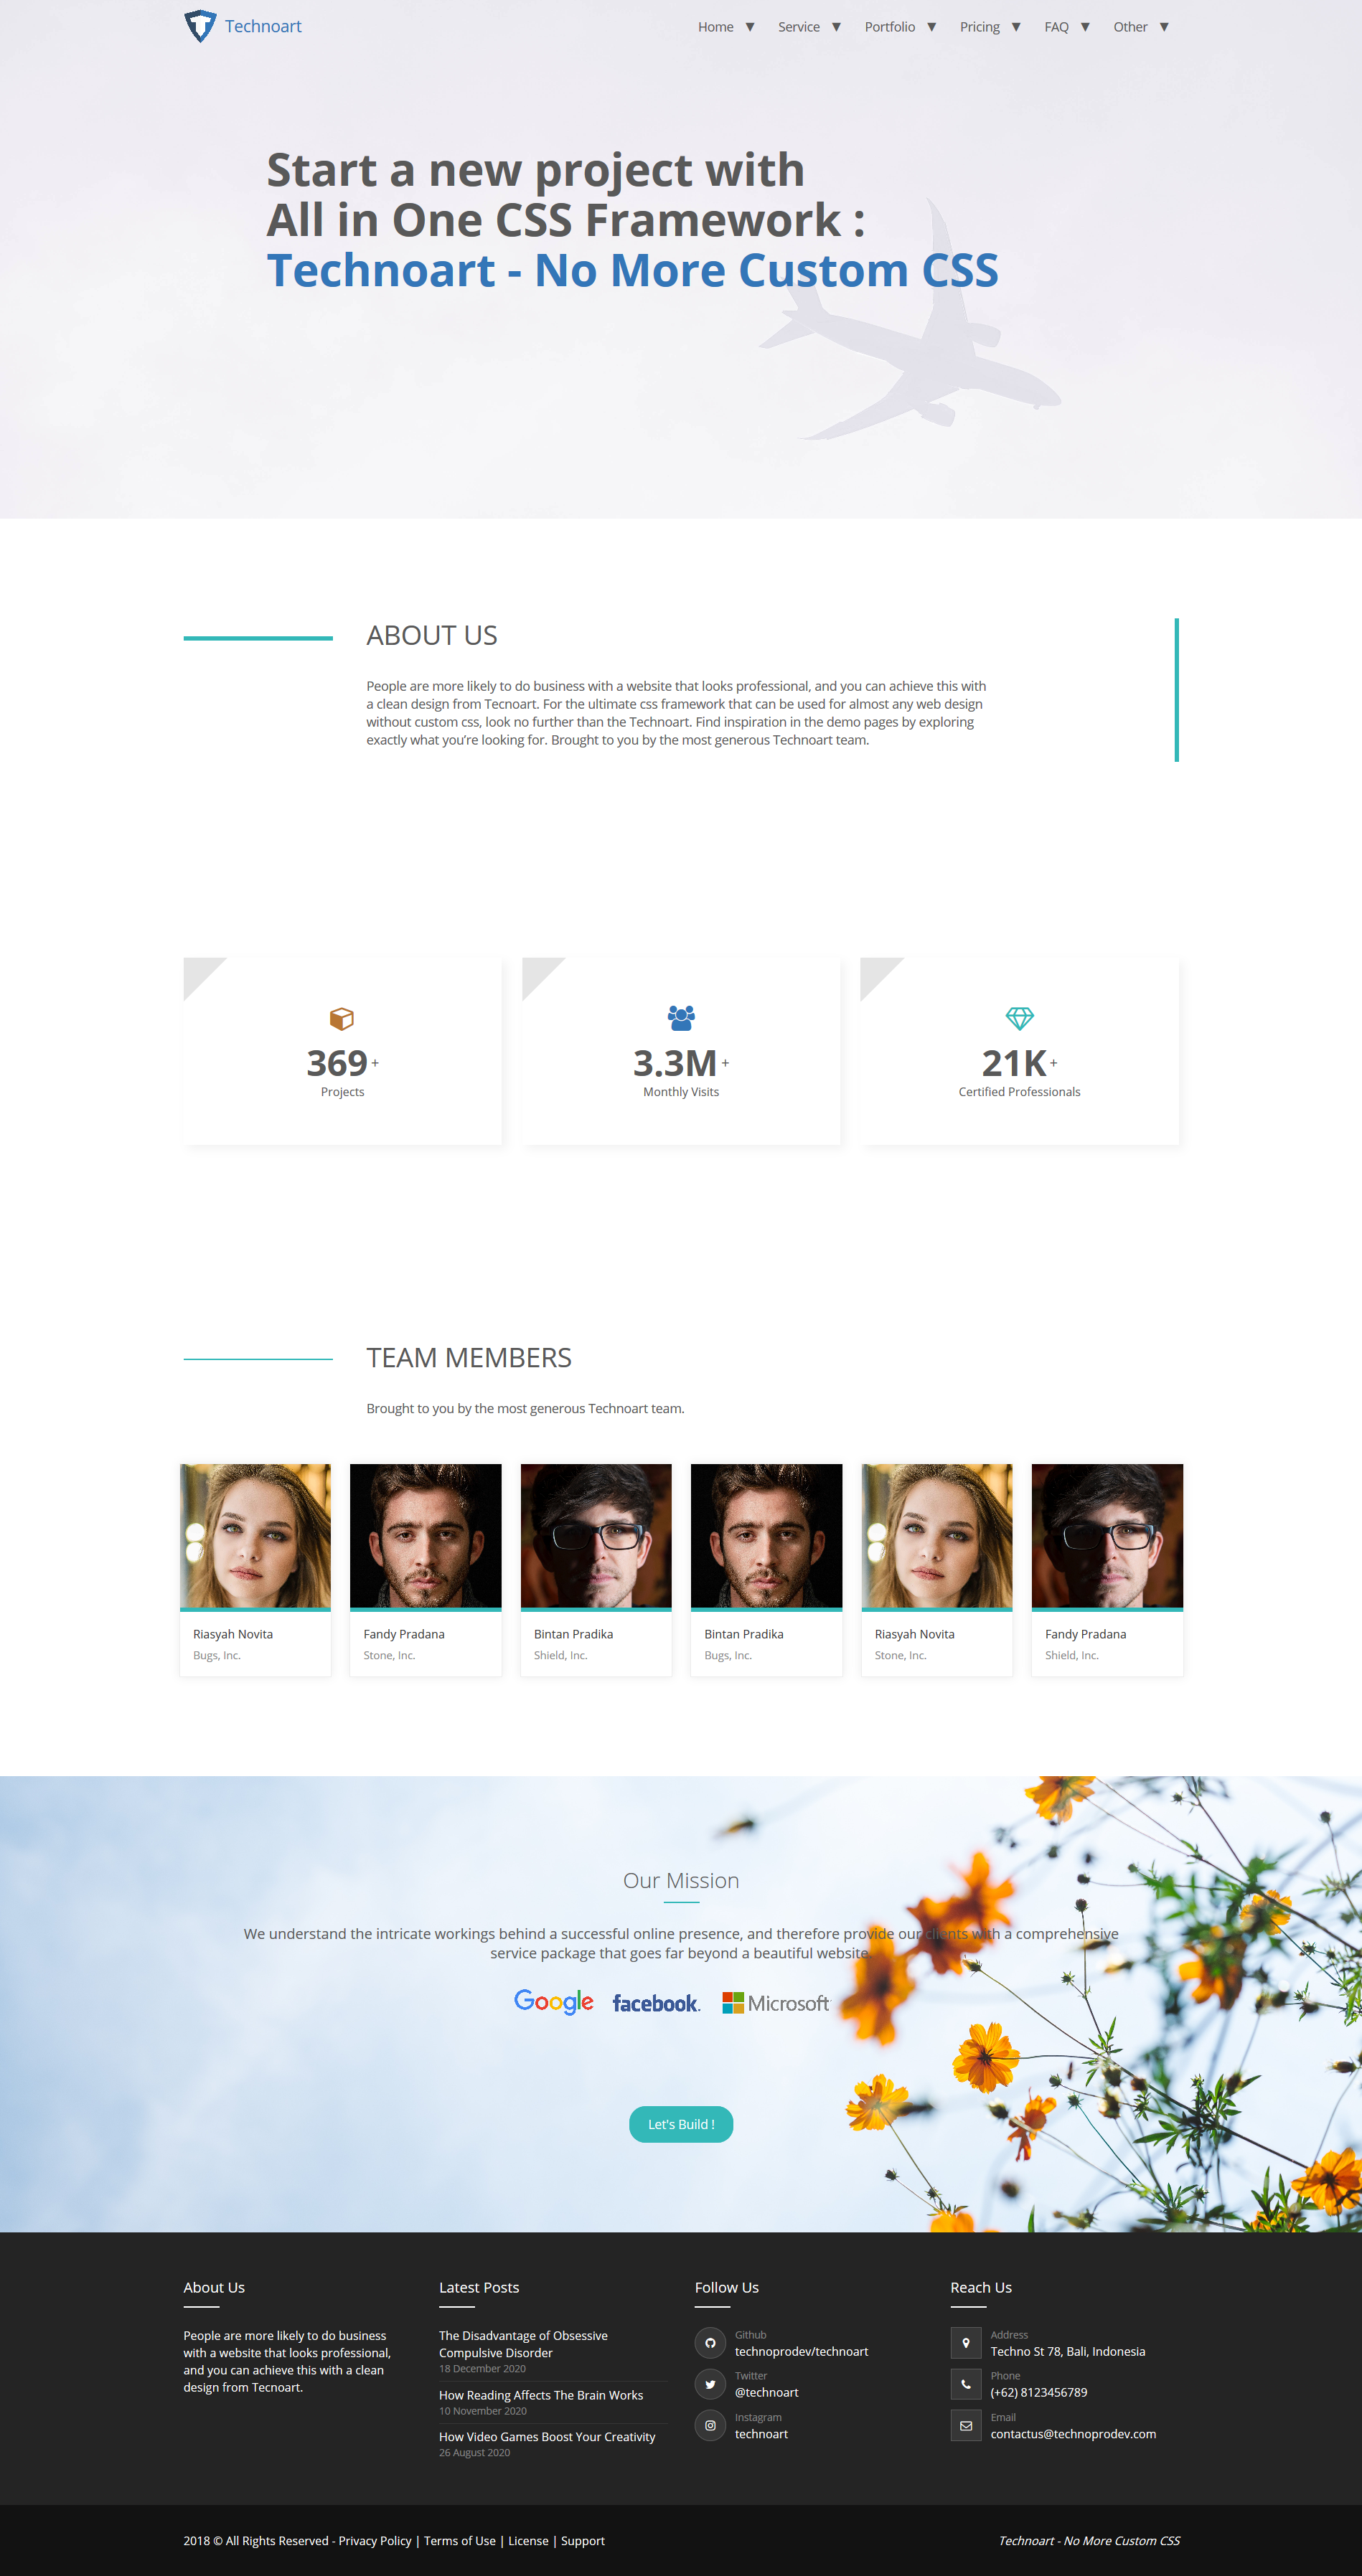 Technoart
Home ▼ Service ▼ Portfolio ▼ Pricing ▼ FAQ ▼ Other ▼
Start a new project with
All in One CSS Framework :
Technoart - No More Custom CSS
ABOUT US
People are more likely to do business with a website that looks professional, and you can achieve this with
a clean design from Tecnoart. For the ultimate css framework that can be used for almost any web design
without custom css, look no further than the Technoart. Find inspiration in the demo pages by exploring
exactly what you’re looking for. Brought to you by the most generous Technoart team.
369 +
Projects
3.3M +
Monthly Visits
21K +
Certified Professionals
TEAM MEMBERS
Brought to you by the most generous Technoart team.
Riasyah Novita
Bugs, Inc.
Fandy Pradana
Stone, Inc.
Bintan Pradika
Shield, Inc.
Bintan Pradika
Bugs, Inc.
Riasyah Novita
Stone, Inc.
Fandy Pradana
Shield, Inc.
Our Mission
We understand the intricate workings behind a successful online presence, and therefore provide our clients with a comprehensive
service package that goes far beyond a beautiful website.
Google facebook. Microsoft
Let's Build !
About Us
People are more likely to do business
with a website that looks professional,
and you can achieve this with a clean
design from Tecnoart.
Latest Posts
The Disadvantage of Obsessive
Compulsive Disorder
18 December 2020
How Reading Affects The Brain Works
10 November 2020
How Video Games Boost Your Creativity
26 August 2020
Follow Us
Github
technoprodev/technoart
Twitter
@technoart
Instagram
technoart
Reach Us
Address
Techno St 78, Bali, Indonesia
Phone
(+62) 8123456789
Email
contactus@technoprodev.com
2018 © All Rights Reserved - Privacy Policy | Terms of Use | License | Support
Technoart - No More Custom CSS